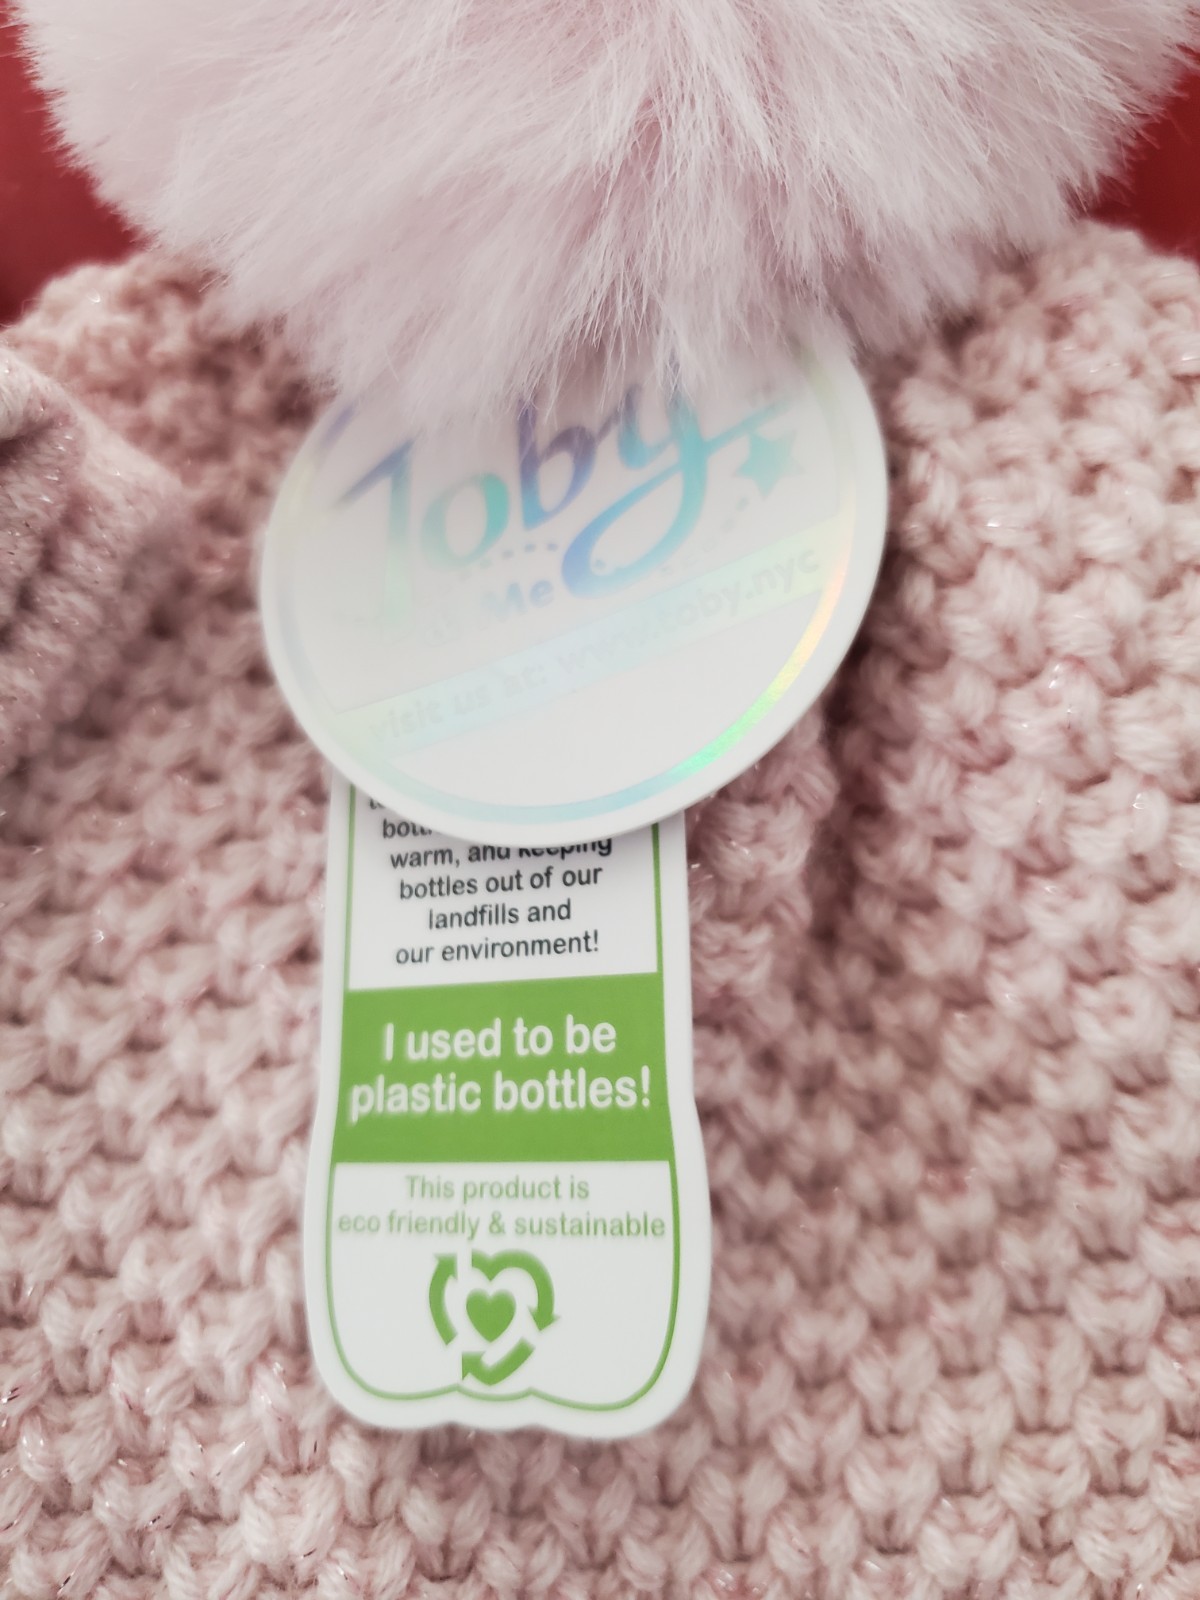 Toby
Me
visit us at: www.toby.nyc
warm, and keeping
bottles out of our
landfills and
our environment!
I used to be
plastic bottles!
This product is
eco friendly & sustainable